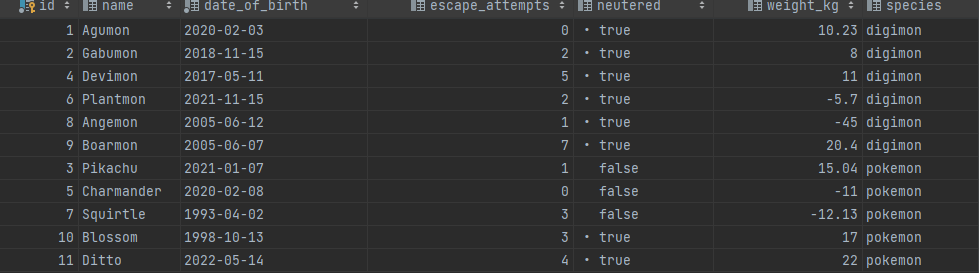 id name date_of_birth escape_attempts neutered weight_kg species
1 Agumon 2020-02-03 0 • true 10.23 digimon
2 Gabumon 2018-11-15 2 • true 8 digimon
4 Devimon 2017-05-11 5 • true 11 digimon
6 Plantmon 2021-11-15 2 • true -5.7 digimon
8 Angemon 2005-06-12 1 • true -45 digimon
9 Boarmon 2005-06-07 7 • true 20.4 digimon
3 Pikachu 2021-01-07 1 false 15.04 pokemon
5 Charmander 2020-02-08 0 false -11 pokemon
7 Squirtle 1993-04-02 3 false -12.13 pokemon
10 Blossom 1998-10-13 3 • true 17 pokemon
11 Ditto 2022-05-14 4 • true 22 pokemon